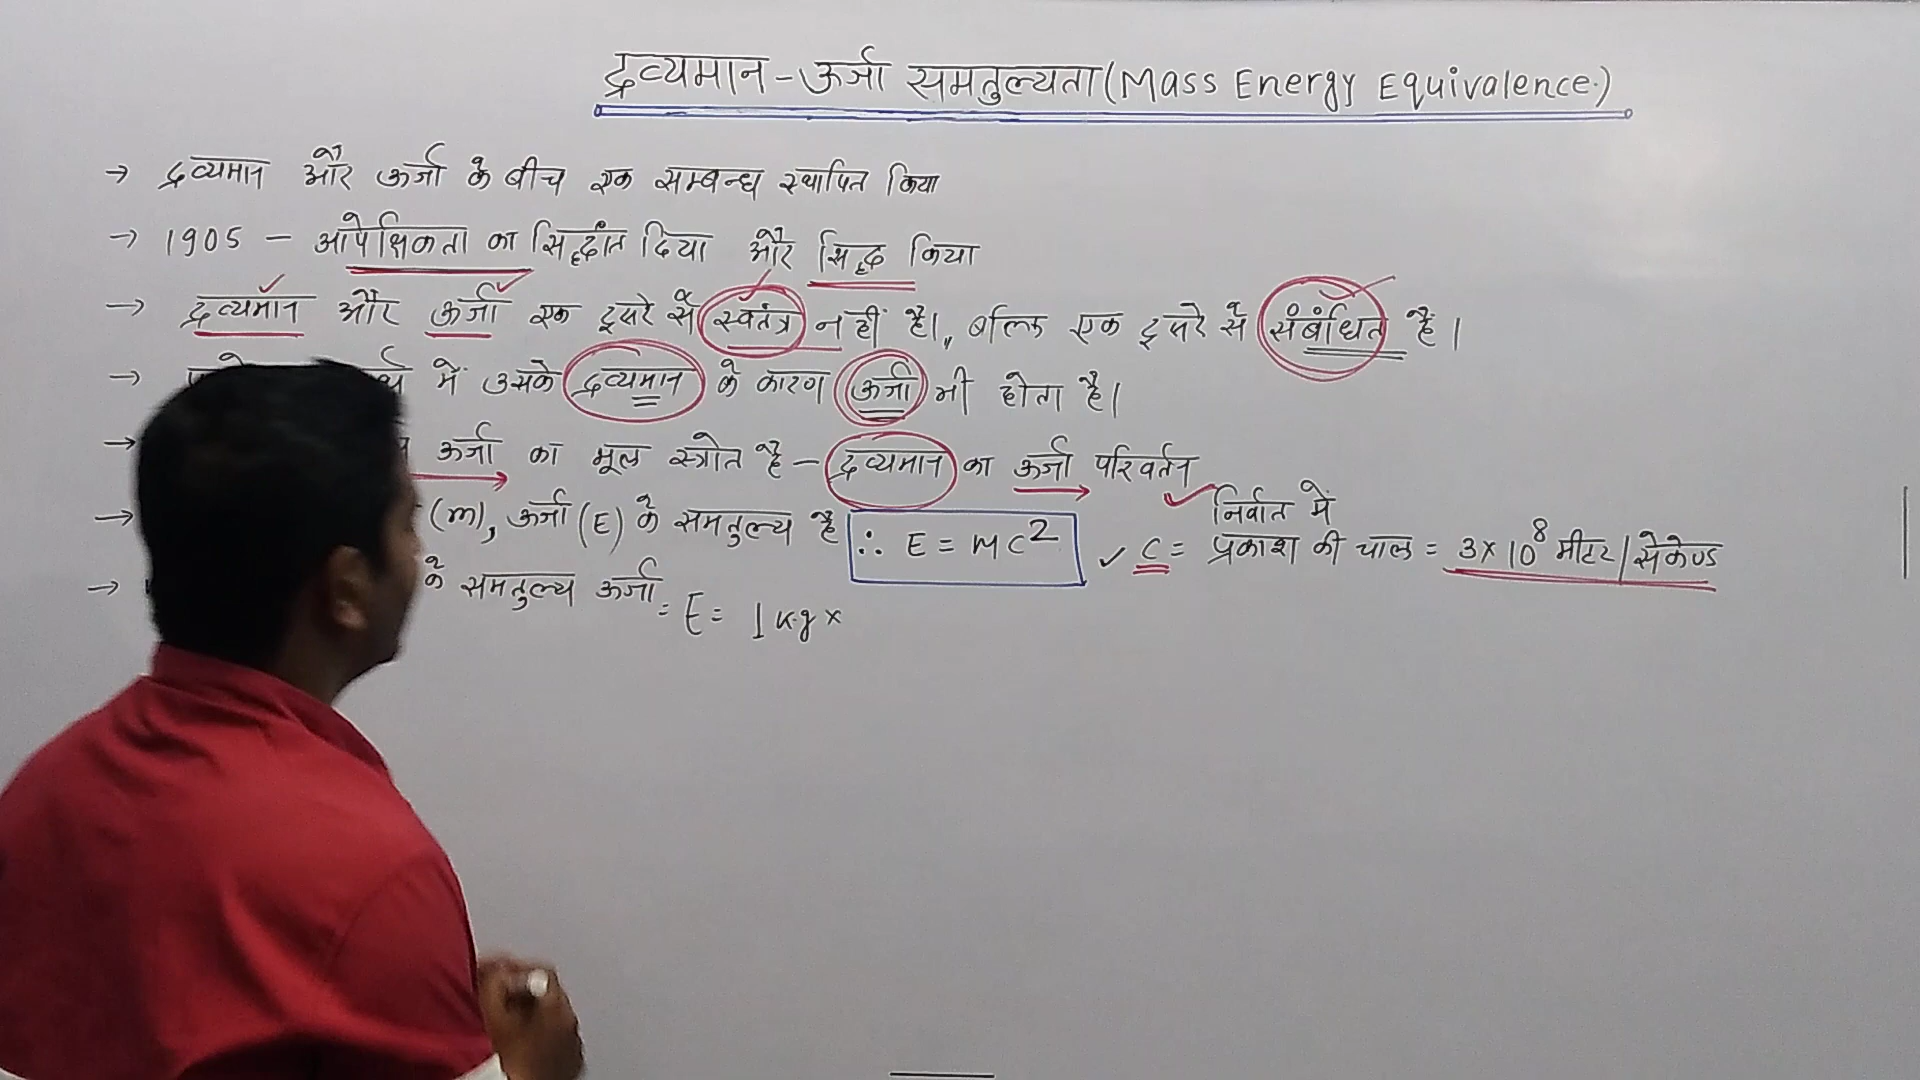 द्रव्यमान - ऊर्जा समतुल्यता (Mass Energy Equivalence.)
→ द्रव्यमान और ऊर्जा के बीच एक सम्बन्ध स्थापित किया
→ 1905 - आपेक्षिकता का सिद्धांत दिया और सिद्ध किया
→ द्रव्यमान और ऊर्जा एक दूसरे से स्वतंत्र नहीं है।, बल्कि एक दूसरे से संबंधित है।
→ में उसके द्रव्यमान के कारण ऊर्जा भी होता है।
→ ऊर्जा का मूल स्त्रोत है - द्रव्यमान का ऊर्जा परिवर्तन
→ (m), ऊर्जा (E) के समतुल्य है ∴ E = mc² C = निर्वात में प्रकाश की चाल = 3 x 10⁸ मीटर / सेकेण्ड
→ के समतुल्य ऊर्जा = E = 1 kg x